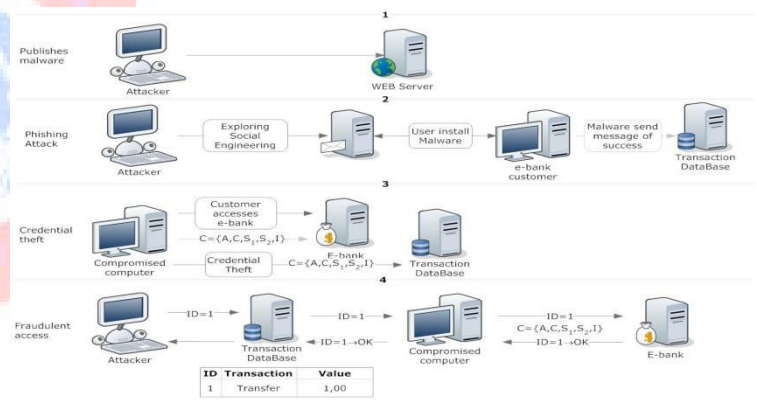 1
Publishes
malware
Attacker
WEB Server
2
Phishing
Attack
Attacker
Exploring
Social
Engineering
User install
Malware
e-bank
customer
Malware send
message of
success
Transaction
DataBase
3
Credential
theft
Compromised
computer
Customer
accesses
e-bank
C={A,C,S₁,S₂,I}
E-bank
Credential
Theft
C={A,C,S₁,S₂,I}
Transaction
DataBase
4
Fraudulent
access
Attacker
ID=1
Transaction
DataBase
ID=1
ID=1→OK
Compromised
computer
ID=1
C={A,C,S₁,S₂,I}
ID=1→OK
E-bank
ID Transaction Value
1 Transfer 1,00